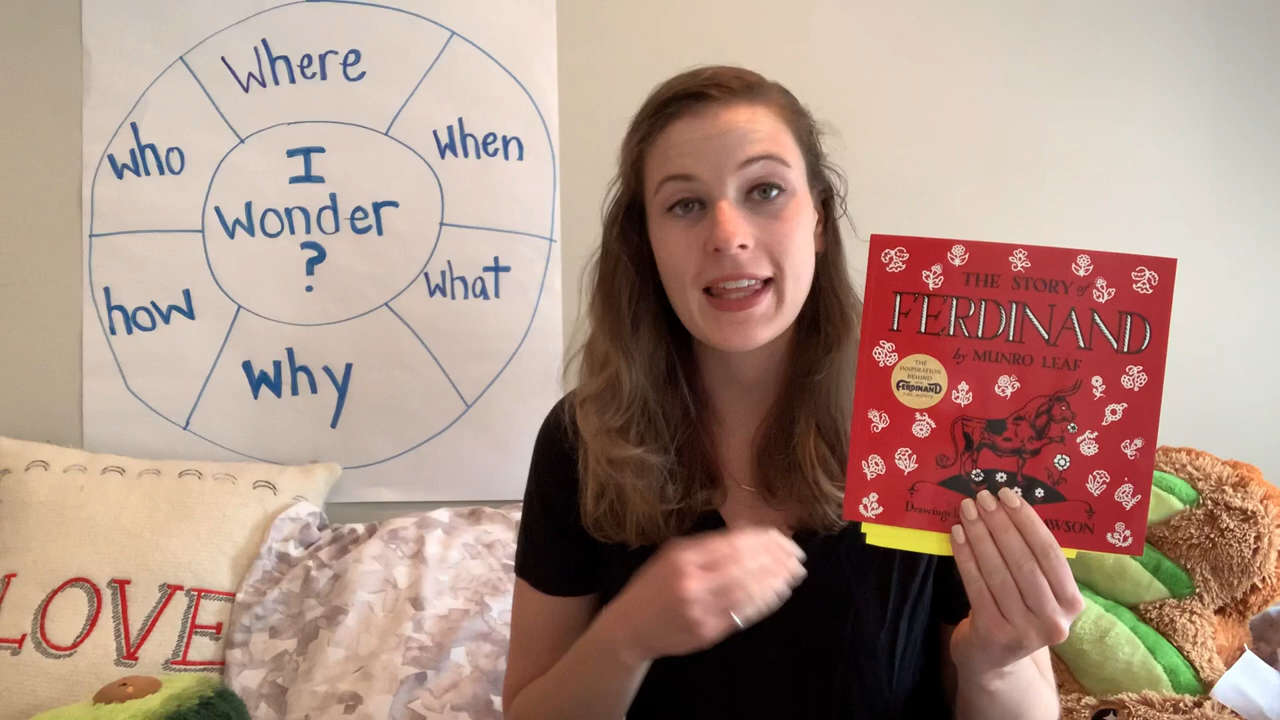 Where
who
when
I
Wonder
?
how
what
why
THE STORY of
FERDINAND
by MUNRO LEAF
THE
INSPIRATION
BEHIND
FERDINAND
THE MOVIE
Drawings
LAWSON
LOVE